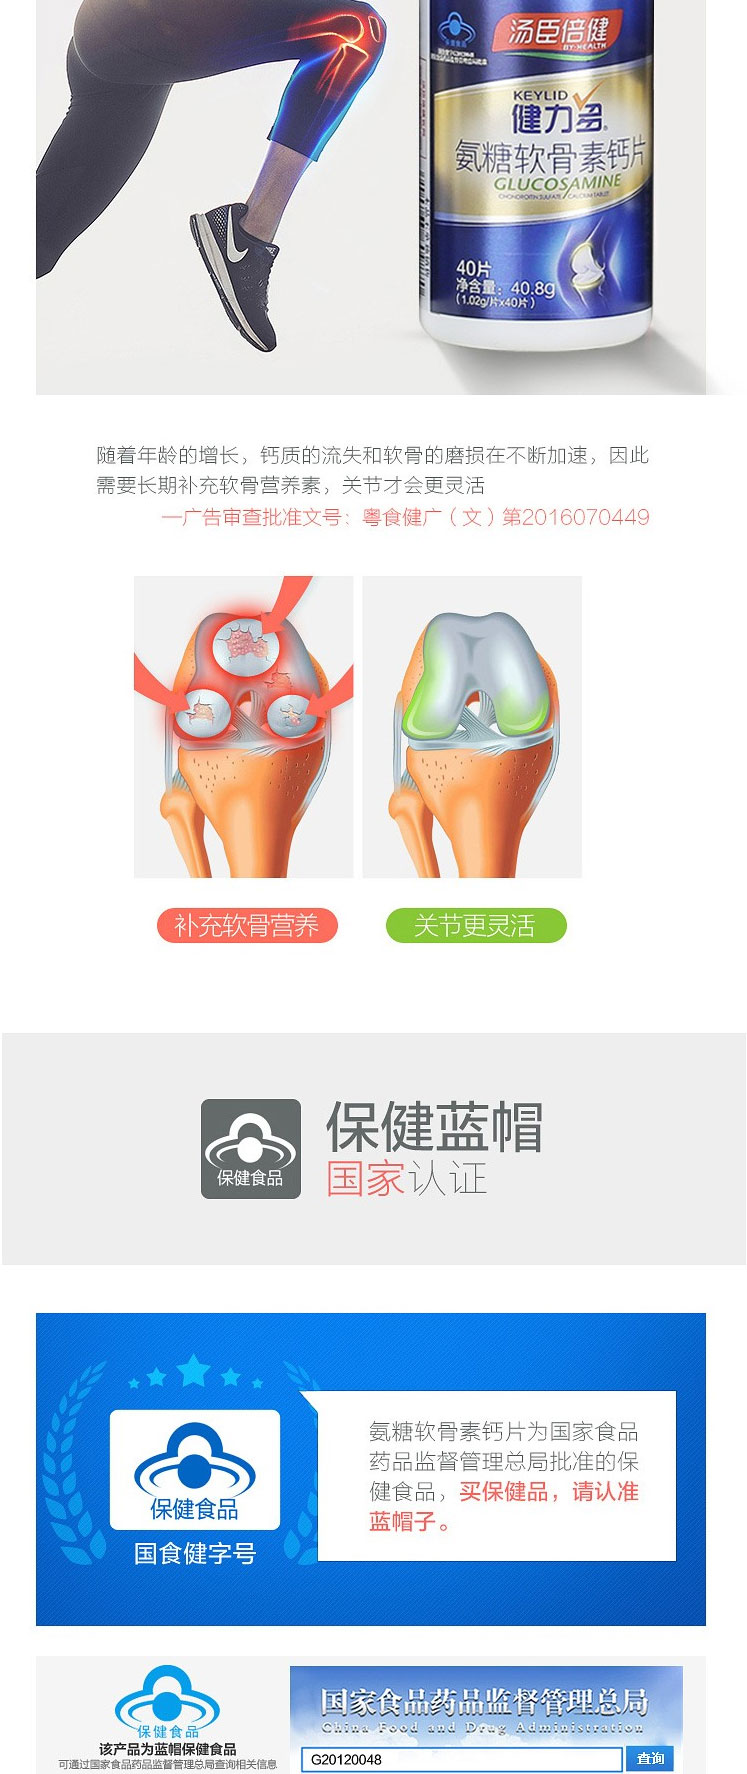 汤臣倍健
BY-HEALTH
保健食品
KEYLID
健力多
氨糖软骨素钙片
GLUCOSAMINE
CHONDROITIN SULFATE / CALCIUM TABLET
40片
净含量：40.8g
(1.02g/片x40片)
随着年龄的增长，钙质的流失和软骨的磨损在不断加速，因此
需要长期补充软骨营养素，关节才会更灵活
—广告审查批准文号：粤食健广（文）第2016070449
补充软骨营养
关节更灵活
保健食品
保健蓝帽
国家认证
保健食品
国食健字号
氨糖软骨素钙片为国家食品
药品监督管理总局批准的保
健食品，买保健品，请认准
蓝帽子。
保健食品
该产品为蓝帽保健食品
可通过国家食品药品监督管理总局查询相关信息
国家食品药品监督管理总局
China Food and Drug Administration
G20120048
查询